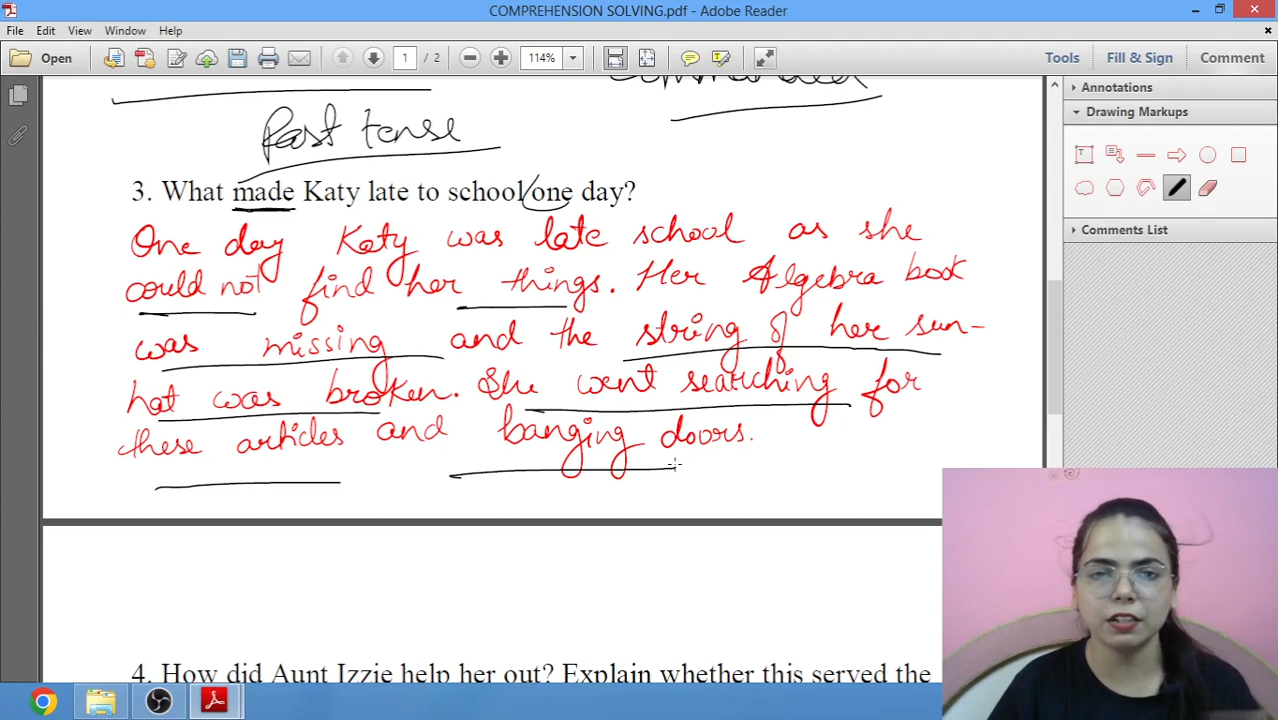 COMPREHENSION SOLVING.pdf - Adobe Reader
File Edit View Window Help
Open 1 / 2 114% Tools Fill & Sign Comment
Annotations
Drawing Markups
Comments List
Past tense
3. What made Katy late to school one day?
One day Katy was late school as she
could not find her things. Her Algebra book
was missing and the string of her sun-
hat was broken. She went searching for
these articles and banging doors.
4. How did Aunt Izzie help her out? Explain whether this served the